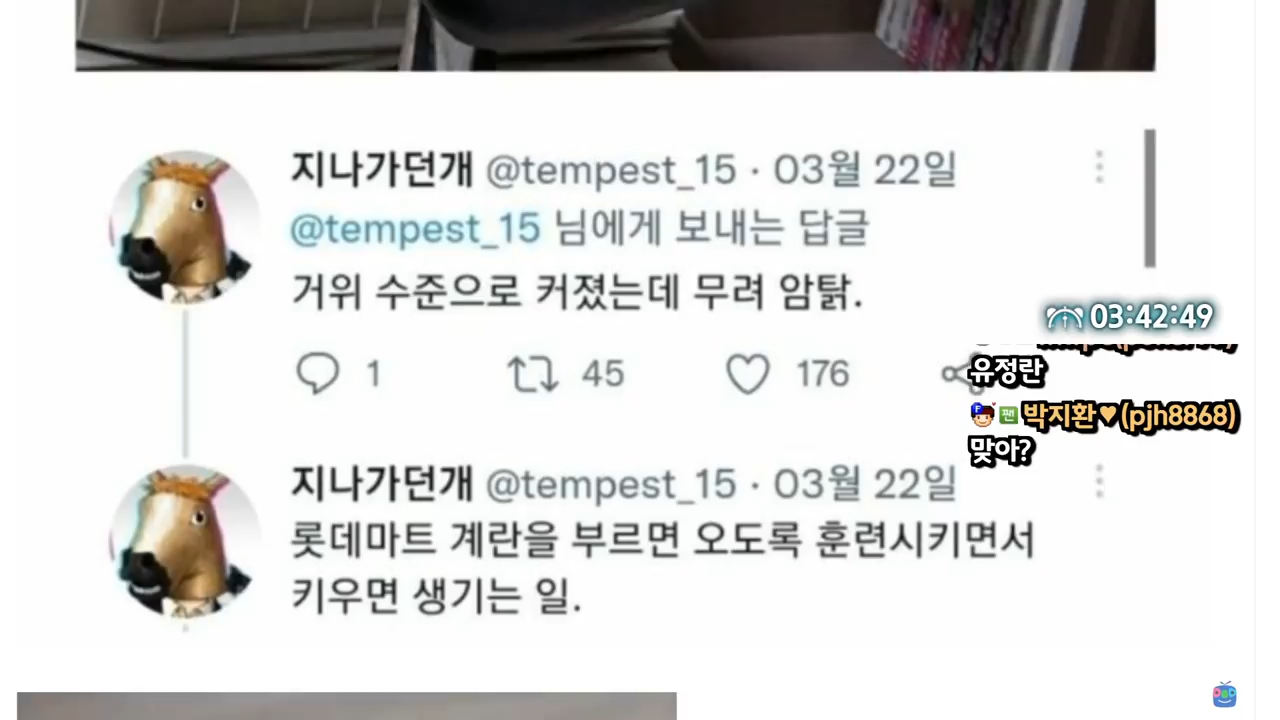 지나가던개 @tempest_15 · 03월 22일
@tempest_15 님에게 보내는 답글
거위 수준으로 커졌는데 무려 암탉.
1 45 176
지나가던개 @tempest_15 · 03월 22일
롯데마트 계란을 부르면 오도록 훈련시키면서
키우면 생기는 일.
03:42:49
유정란
팬 박지환♥(pjh8868)
맞아?